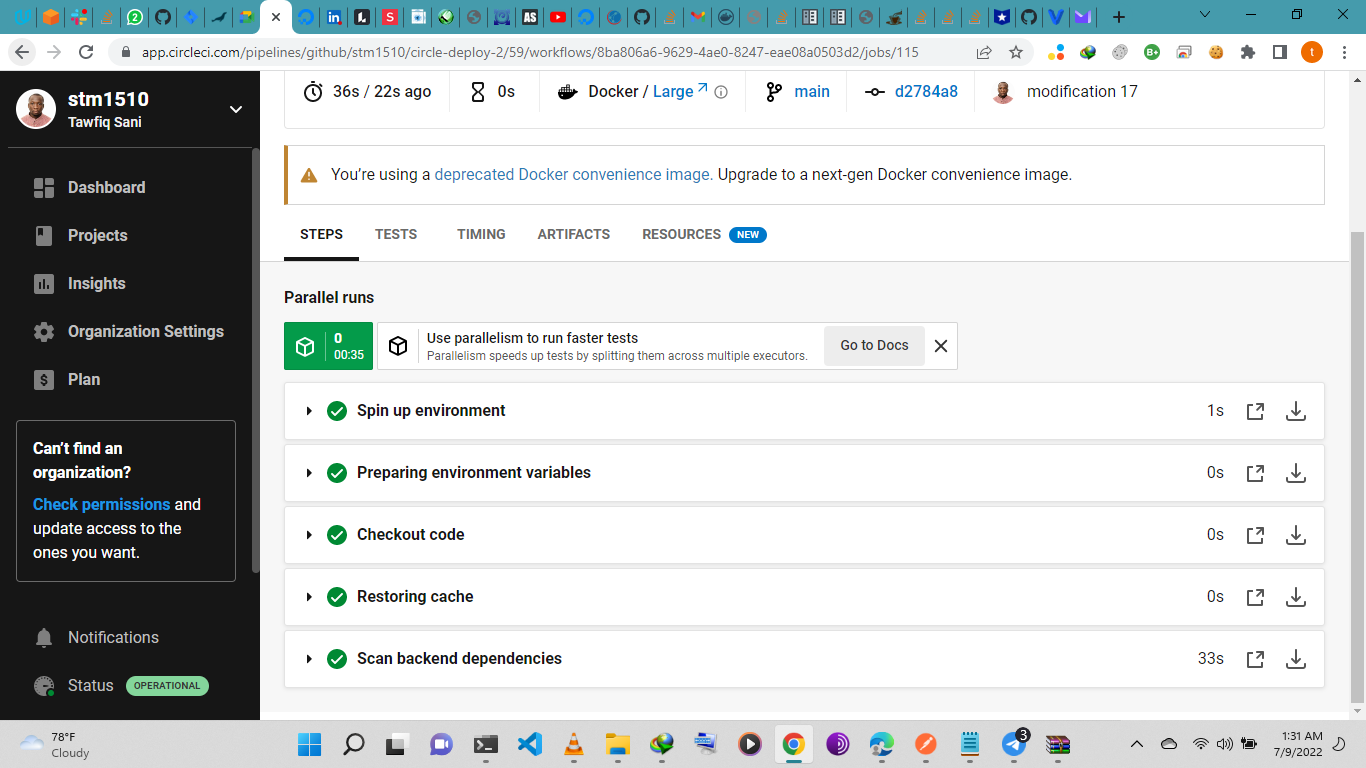 app.circleci.com/pipelines/github/stm1510/circle-deploy-2/59/workflows/8ba806a6-9629-4ae0-8247-eae08a0503d2/jobs/115
stm1510
Tawfiq Sani
Dashboard
Projects
Insights
Organization Settings
Plan
Can't find an
organization?
Check permissions and
update access to the
ones you want.
Notifications
Status OPERATIONAL
36s / 22s ago
0s
Docker / Large
main
d2784a8
modification 17
You're using a deprecated Docker convenience image. Upgrade to a next-gen Docker convenience image.
STEPS TESTS TIMING ARTIFACTS RESOURCES NEW
Parallel runs
0
00:35
Use parallelism to run faster tests
Parallelism speeds up tests by splitting them across multiple executors.
Go to Docs
Spin up environment 1s
Preparing environment variables 0s
Checkout code 0s
Restoring cache 0s
Scan backend dependencies 33s
78°F
Cloudy
3
1:31 AM
7/9/2022